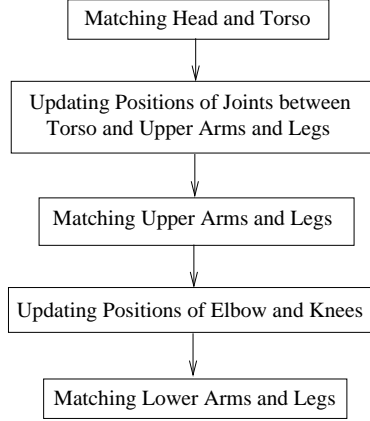 Matching Head and Torso
Updating Positions of Joints between
Torso and Upper Arms and Legs
Matching Upper Arms and Legs
Updating Positions of Elbow and Knees
Matching Lower Arms and Legs